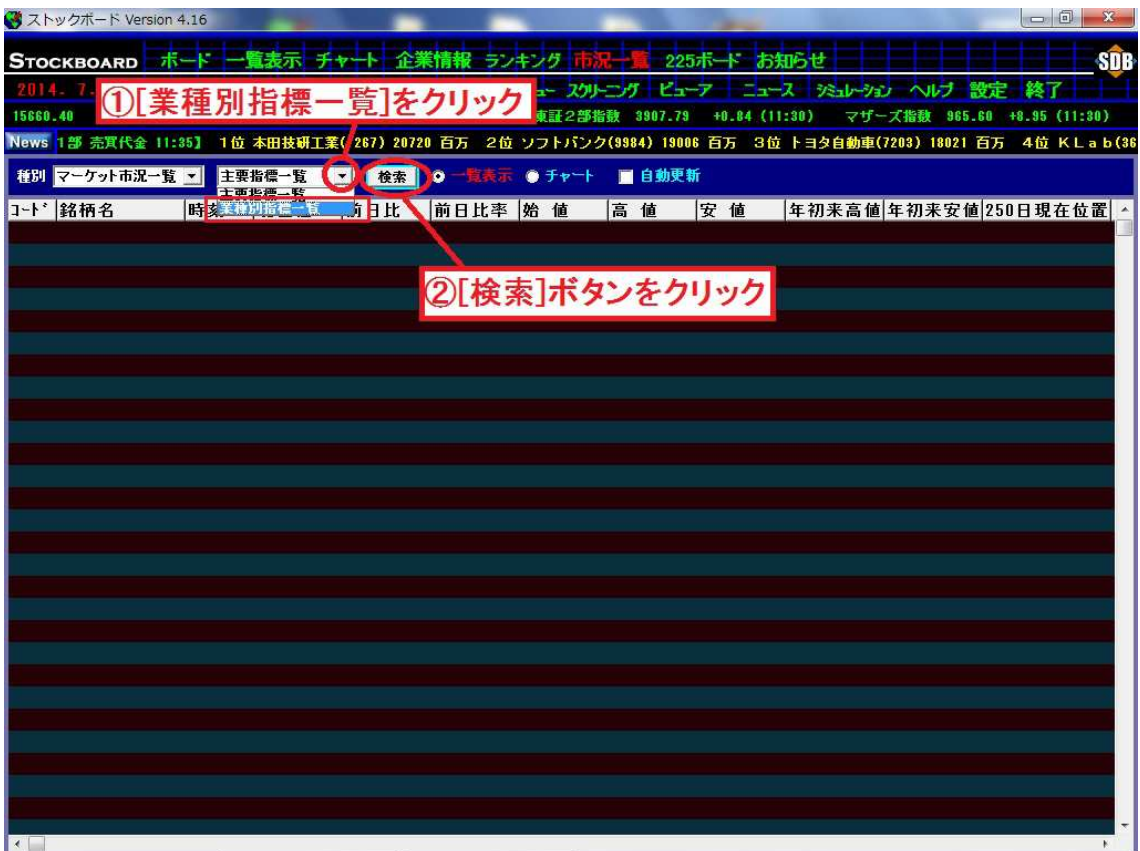 ストックボード Version 4.16
STOCKBOARD ボード 一覧表示 チャート 企業情報 ランキング 市況一覧 225ボード お知らせ SDB
2014. 7. スクリーニング ビューア ニュース シミュレーション ヘルプ 設定 終了
①[業種別指標一覧]をクリック
15660.40 東証2部指数 3907.79 +0.84 (11:30) マザーズ指数 965.60 +8.95 (11:30)
News 1部 売買代金 11:35】 1位 本田技研工業(7267) 20720 百万 2位 ソフトバンク(9984) 19006 百万 3位 トヨタ自動車(7203) 18021 百万 4位 KLab(36
種別 マーケット市況一覧 主要指標一覧 検索 一覧表示 チャート 自動更新
主要指標一覧
業種別指標一覧
コード 銘柄名 時刻 前日比 前日比率 始 値 高 値 安 値 年初来高値 年初来安値 250日現在位置
②[検索]ボタンをクリック